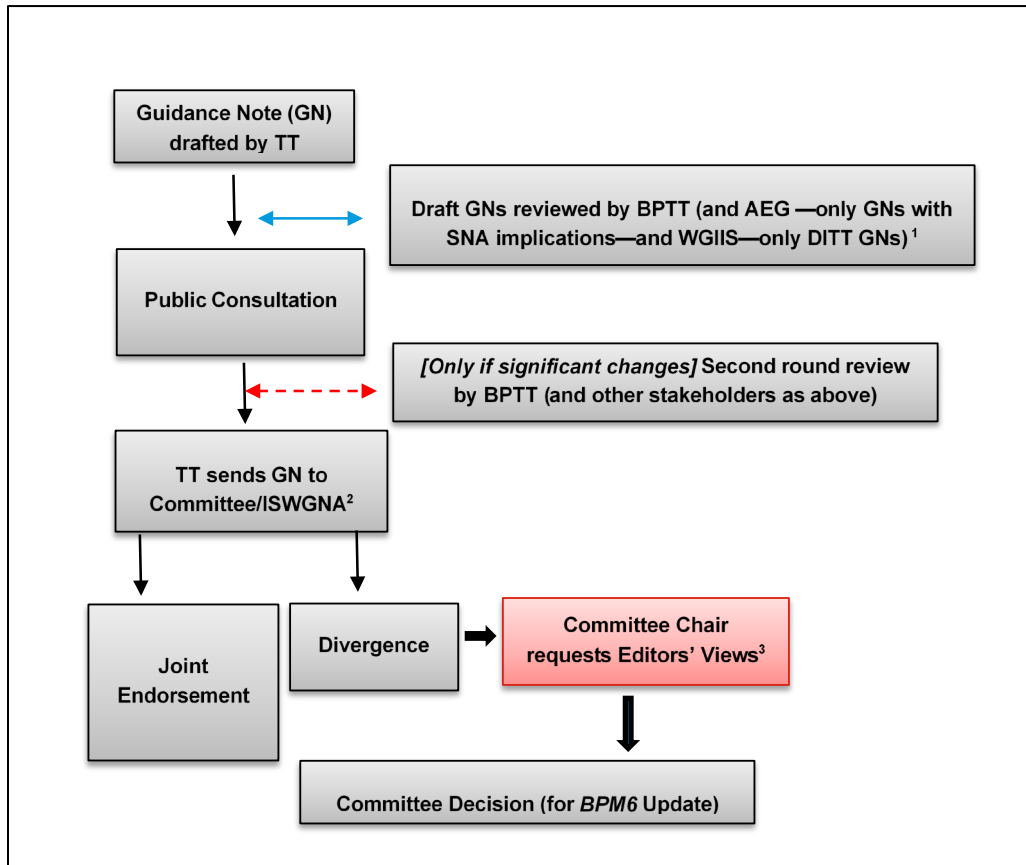 Guidance Note (GN)
drafted by TT
Draft GNs reviewed by BPTT (and AEG —only GNs with
SNA implications—and WGIIS—only DITT GNs) ¹
Public Consultation
[Only if significant changes] Second round review
by BPTT (and other stakeholders as above)
TT sends GN to
Committee/ISWGNA²
Joint
Endorsement
Divergence
Committee Chair
requests Editors’ Views³
Committee Decision (for BPM6 Update)